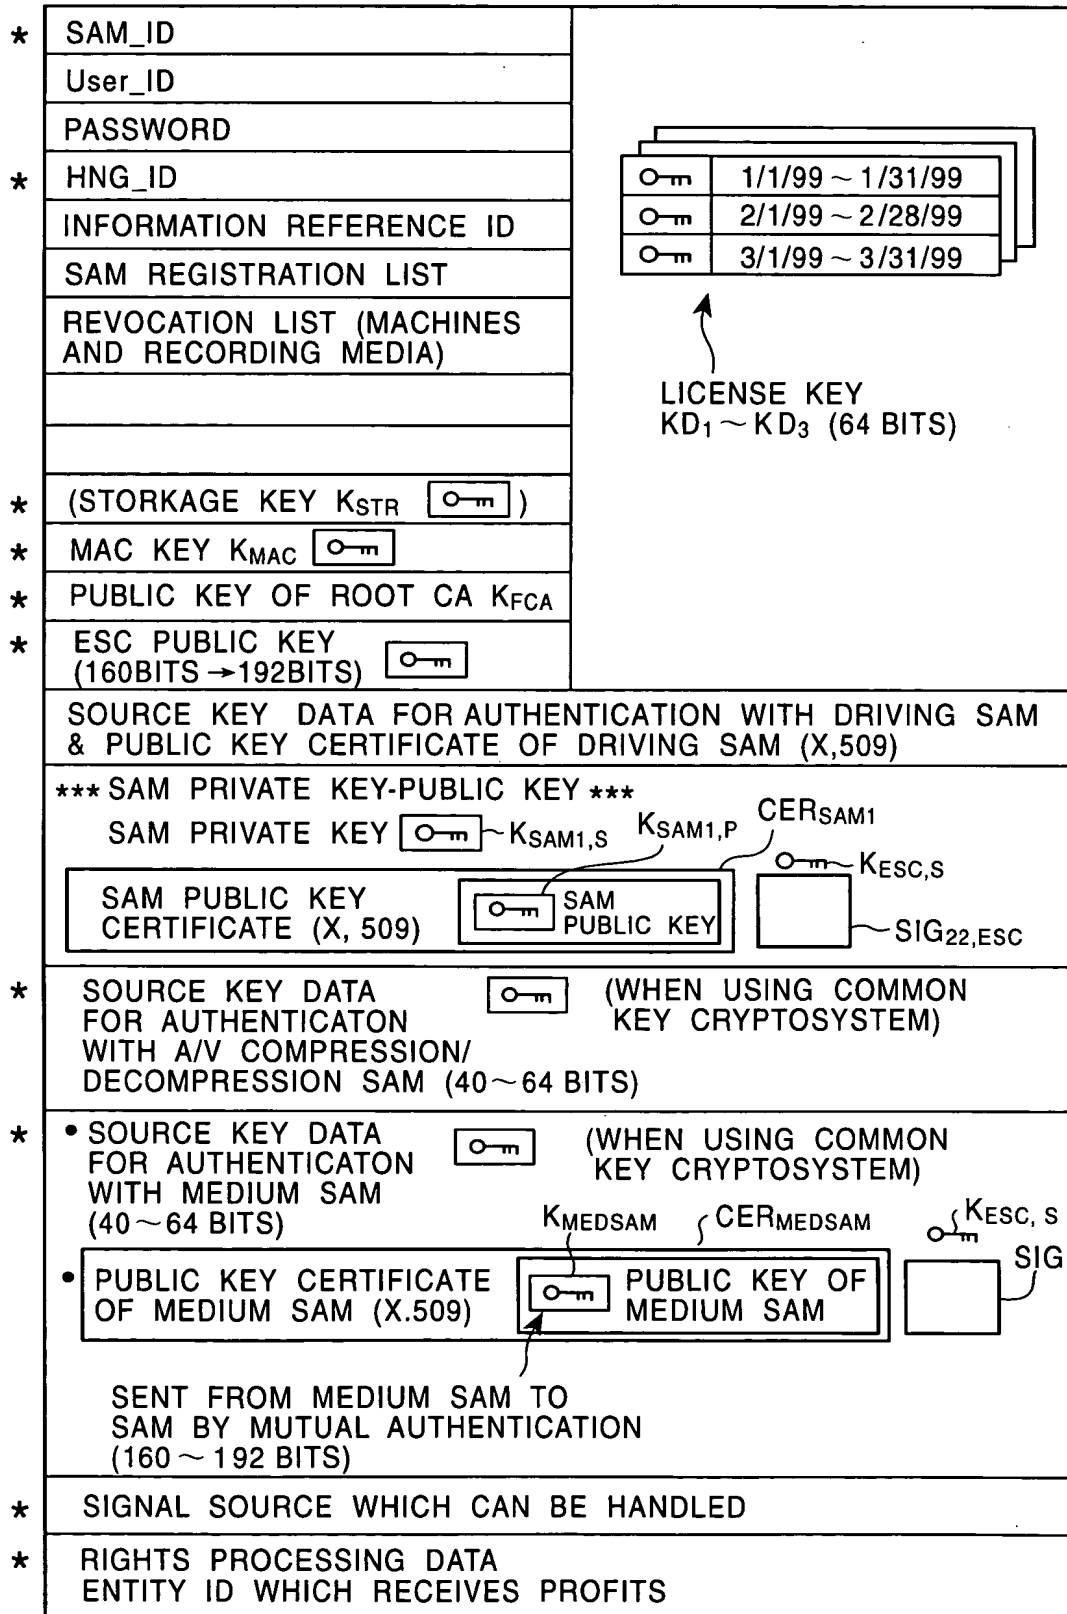 * SAM_ID
User_ID
PASSWORD
* HNG_ID
INFORMATION REFERENCE ID
SAM REGISTRATION LIST
REVOCATION LIST (MACHINES
AND RECORDING MEDIA)
1/1/99 ~ 1/31/99
2/1/99 ~ 2/28/99
3/1/99 ~ 3/31/99
LICENSE KEY
KD1 ~ KD3 (64 BITS)
* (STORKAGE KEY KSTR )
* MAC KEY KMAC
* PUBLIC KEY OF ROOT CA KFCA
* ESC PUBLIC KEY
(160BITS → 192BITS)
SOURCE KEY DATA FOR AUTHENTICATION WITH DRIVING SAM
& PUBLIC KEY CERTIFICATE OF DRIVING SAM (X,509)
*** SAM PRIVATE KEY-PUBLIC KEY ***
SAM PRIVATE KEY KSAM1,S KSAM1,P CERSAM1
KESC,S
SAM PUBLIC KEY
CERTIFICATE (X, 509)
SAM
PUBLIC KEY
SIG22,ESC
* SOURCE KEY DATA
FOR AUTHENTICATON
WITH A/V COMPRESSION/
DECOMPRESSION SAM (40 ~ 64 BITS)
(WHEN USING COMMON
KEY CRYPTOSYSTEM)
* • SOURCE KEY DATA
FOR AUTHENTICATON
WITH MEDIUM SAM
(40 ~ 64 BITS)
(WHEN USING COMMON
KEY CRYPTOSYSTEM)
KMEDSAM CERMEDSAM KESC, S
SIG
• PUBLIC KEY CERTIFICATE
OF MEDIUM SAM (X.509)
PUBLIC KEY OF
MEDIUM SAM
SENT FROM MEDIUM SAM TO
SAM BY MUTUAL AUTHENTICATION
(160 ~ 192 BITS)
* SIGNAL SOURCE WHICH CAN BE HANDLED
* RIGHTS PROCESSING DATA
ENTITY ID WHICH RECEIVES PROFITS